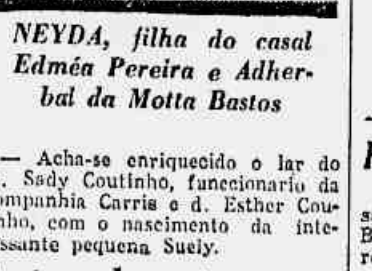 NEYDA, filha do casal
Edméa Pereira e Adher-
bal da Motta Bastos
— Acha-se enriquecido o lar do
. Sady Coutinho, funccionario da
ompanhia Carris e d. Esther Cou-
nho, com o nascimento da inte-
ssante pequena Suely.